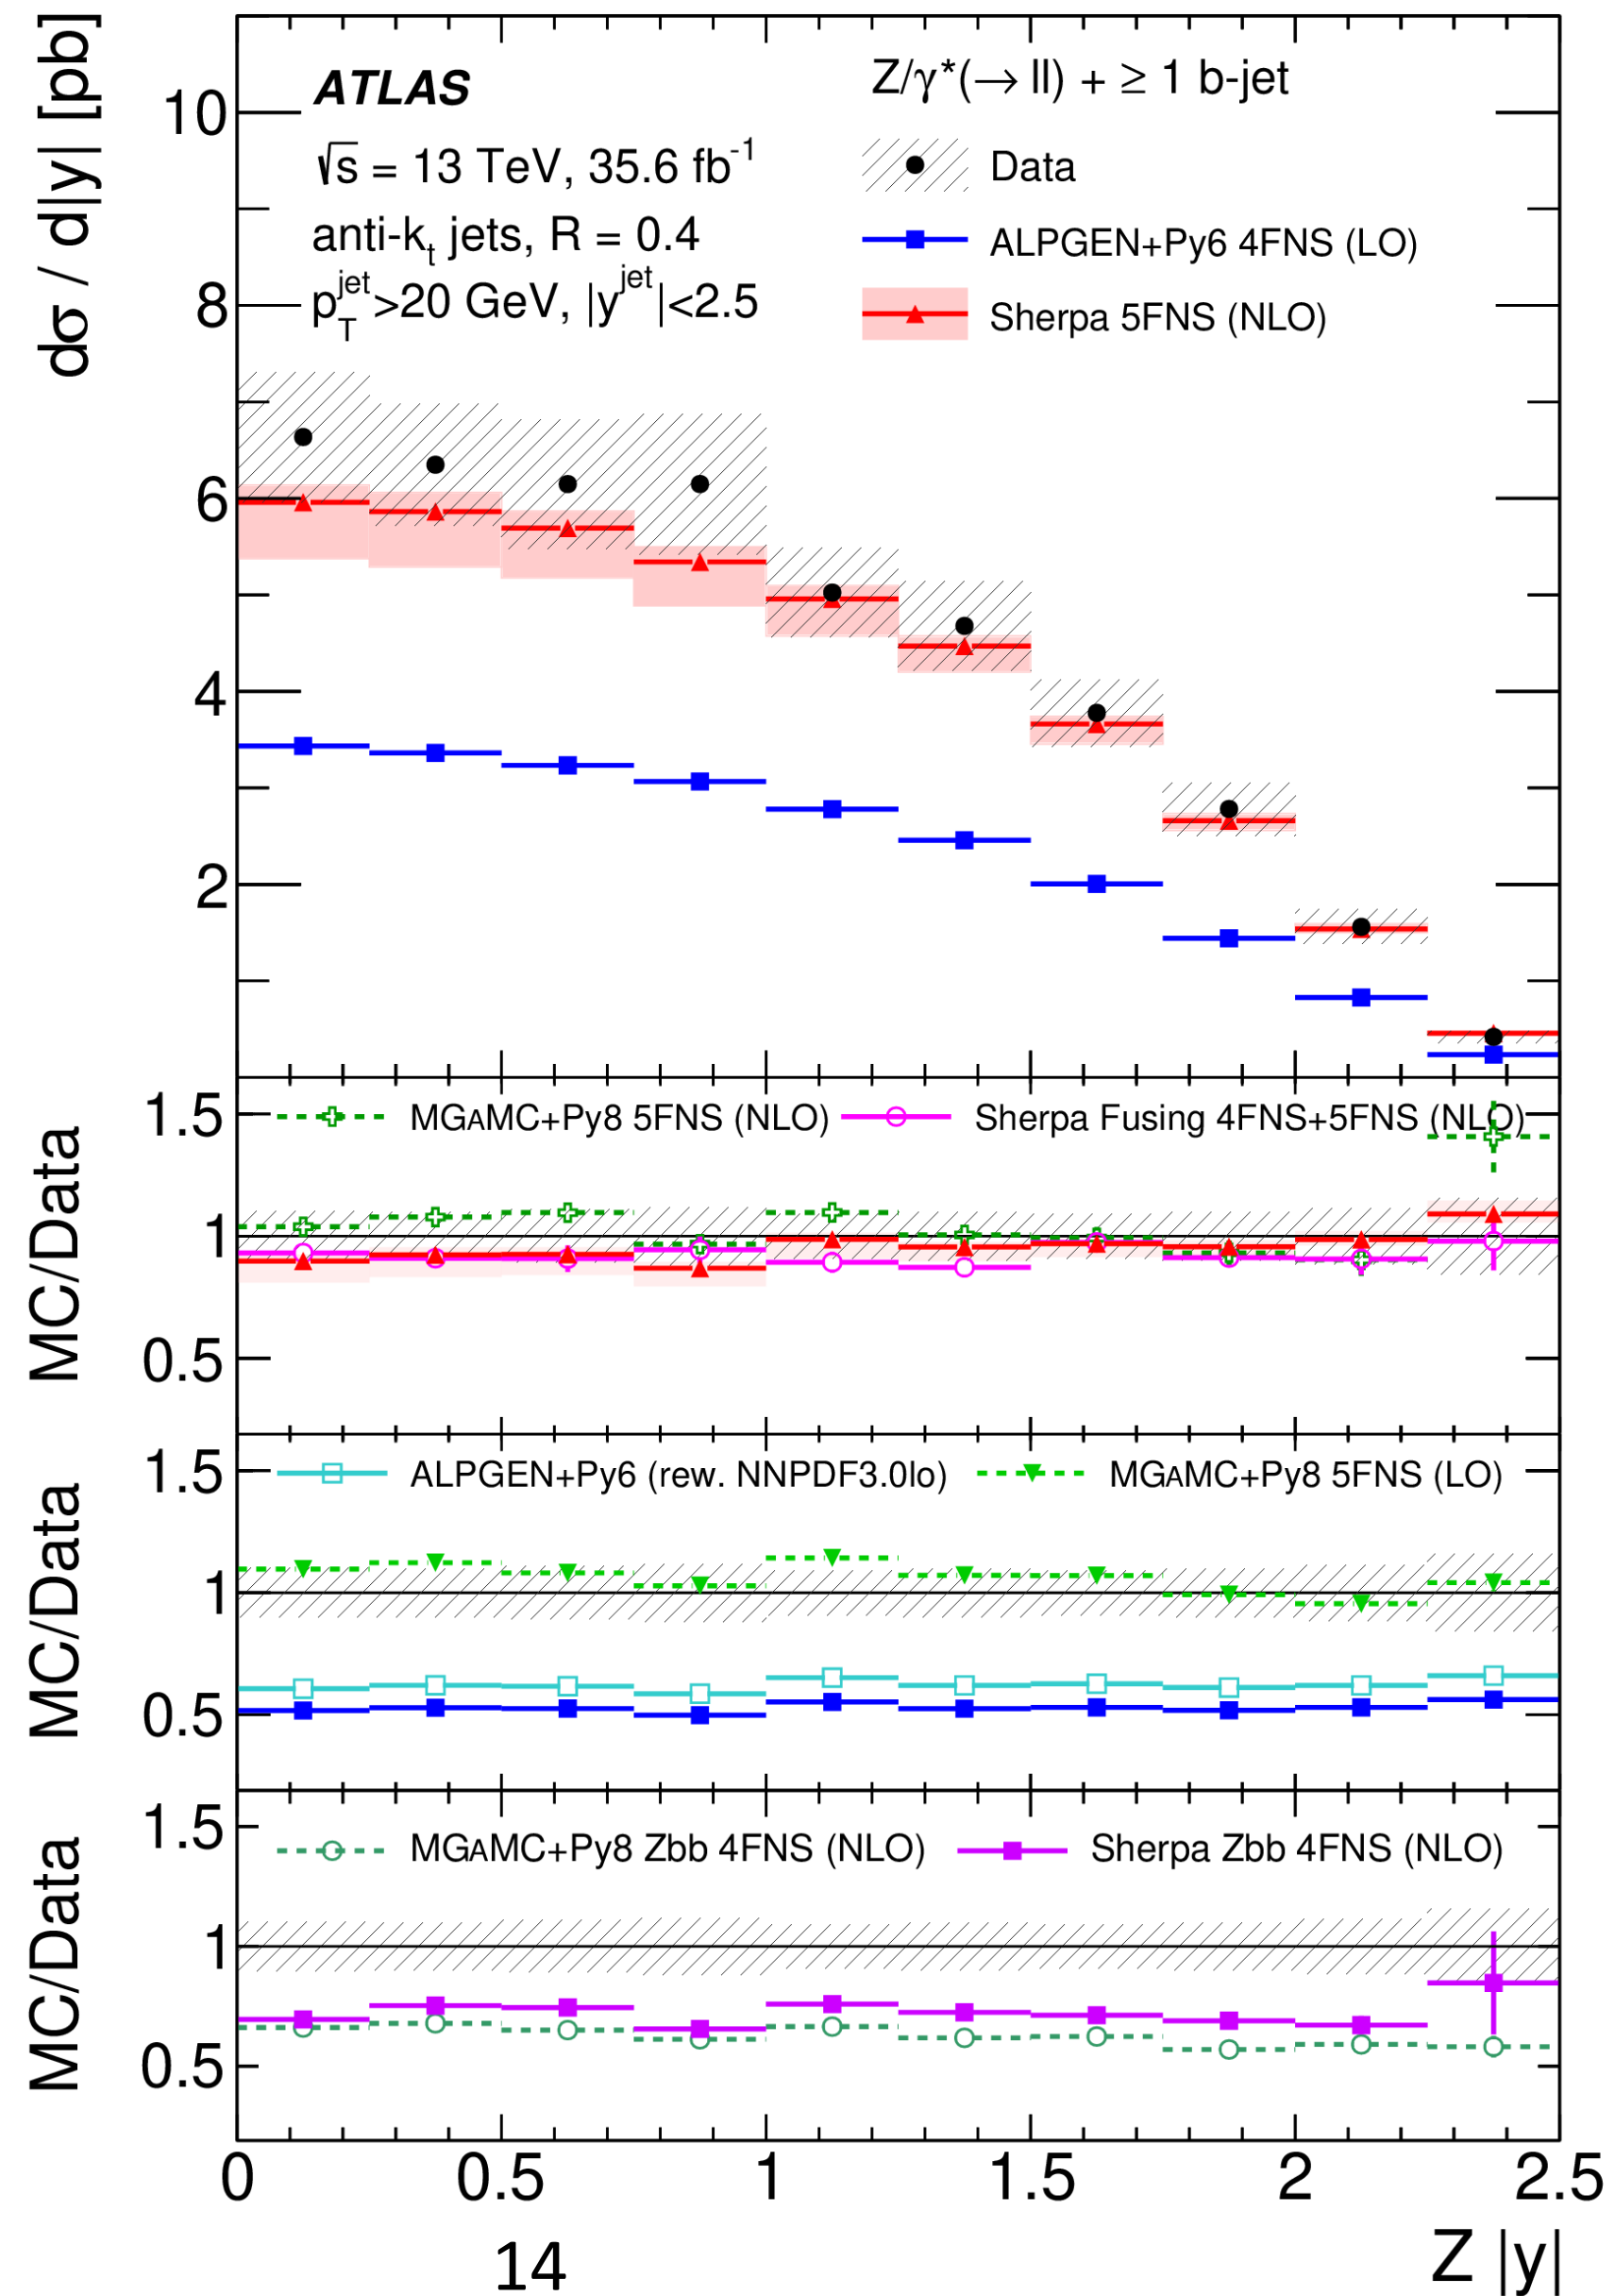 dσ / d|y| [pb]
10
8
6
4
2
ATLAS
√s = 13 TeV, 35.6 fb⁻¹
anti-kₜ jets, R = 0.4
p_T^jet>20 GeV, |y^jet|<2.5
Z/γ*(→ ll) + ≥ 1 b-jet
Data
ALPGEN+Py6 4FNS (LO)
Sherpa 5FNS (NLO)
MC/Data
1.5
1
0.5
MGAMC+Py8 5FNS (NLO)
Sherpa Fusing 4FNS+5FNS (NLO)
MC/Data
1.5
1
0.5
ALPGEN+Py6 (rew. NNPDF3.0lo)
MGAMC+Py8 5FNS (LO)
MC/Data
1.5
1
0.5
MGAMC+Py8 Zbb 4FNS (NLO)
Sherpa Zbb 4FNS (NLO)
0 0.5 1 1.5 2 2.5
Z |y|
14